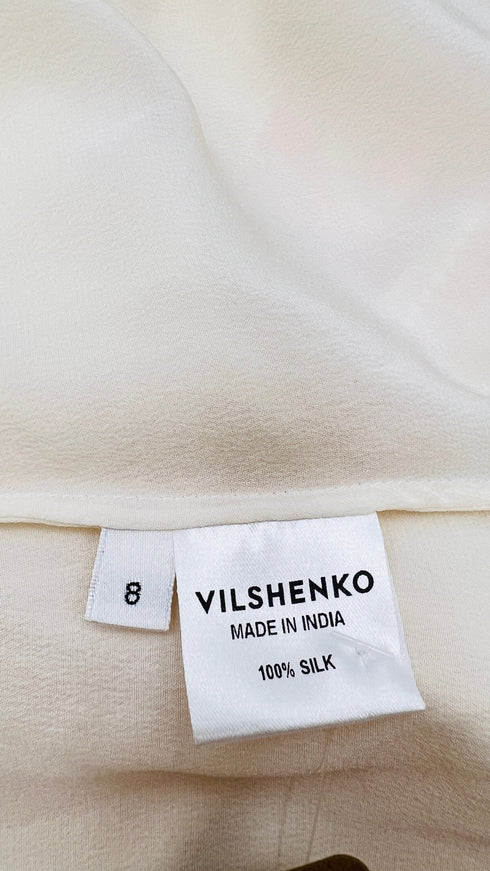 8
VILSHENKO
MADE IN INDIA
100% SILK